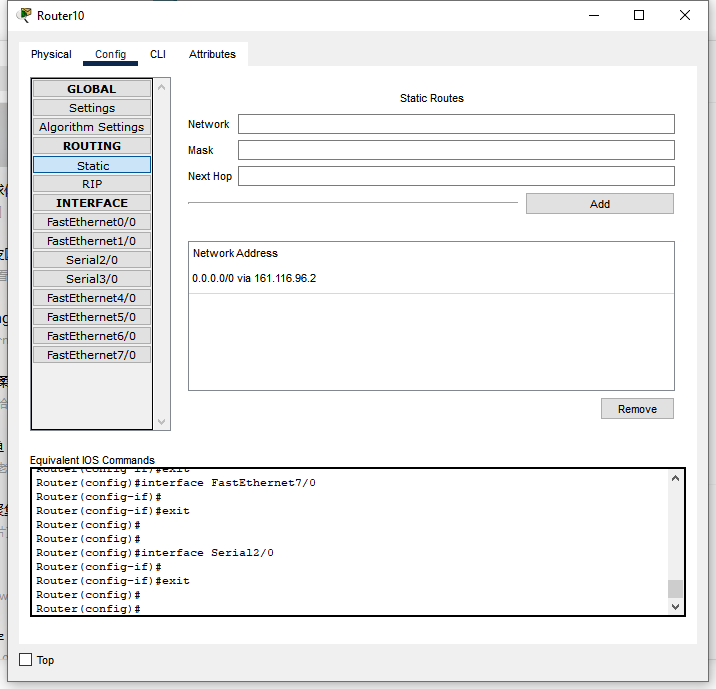 Router10
Physical Config CLI Attributes
GLOBAL
Settings
Algorithm Settings
ROUTING
Static
RIP
INTERFACE
FastEthernet0/0
FastEthernet1/0
Serial2/0
Serial3/0
FastEthernet4/0
FastEthernet5/0
FastEthernet6/0
FastEthernet7/0
Static Routes
Network
Mask
Next Hop
Add
Network Address
0.0.0.0/0 via 161.116.96.2
Remove
Equivalent IOS Commands
Router(config-if)#exit
Router(config)#interface FastEthernet7/0
Router(config-if)#
Router(config-if)#exit
Router(config)#
Router(config)#
Router(config)#interface Serial2/0
Router(config-if)#
Router(config-if)#exit
Router(config)#
Router(config)#
Top